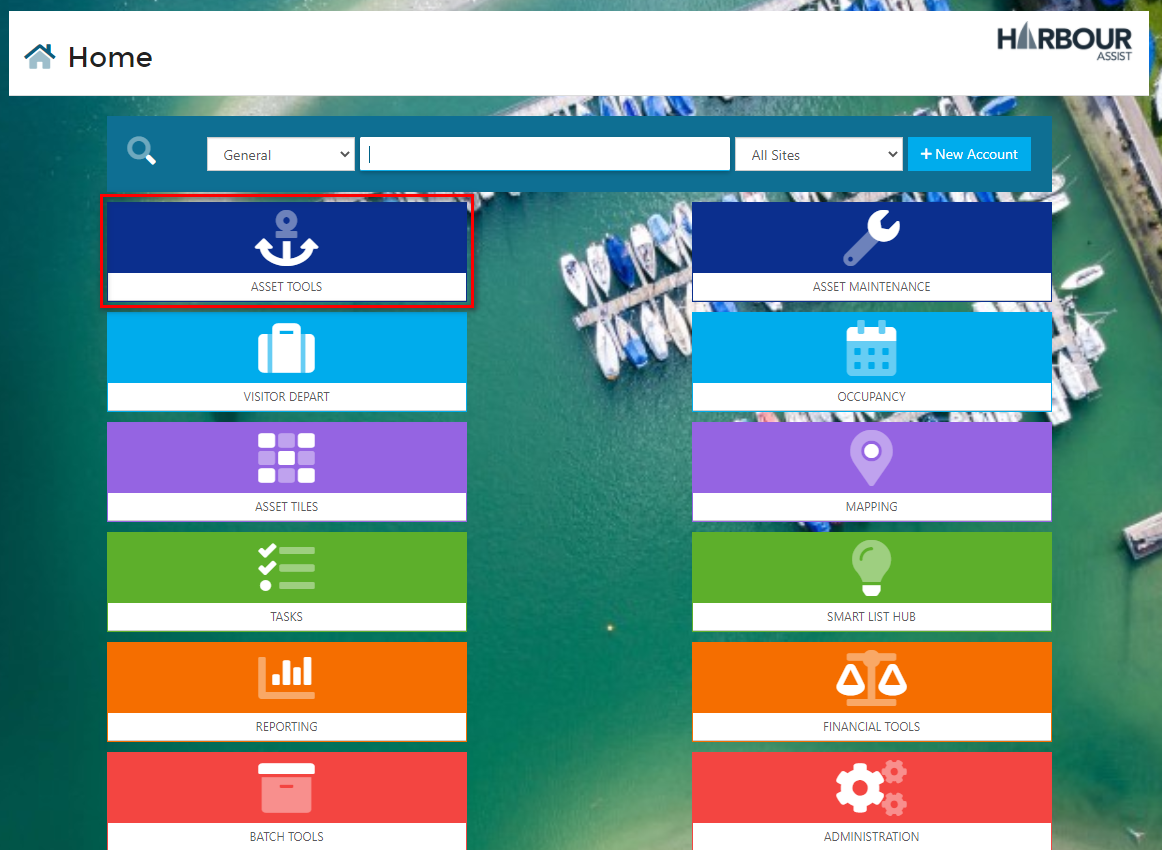 Home
HARBOUR
ASSIST
General
All Sites
+ New Account
ASSET TOOLS
ASSET MAINTENANCE
VISITOR DEPART
OCCUPANCY
ASSET TILES
MAPPING
TASKS
SMART LIST HUB
REPORTING
FINANCIAL TOOLS
BATCH TOOLS
ADMINISTRATION